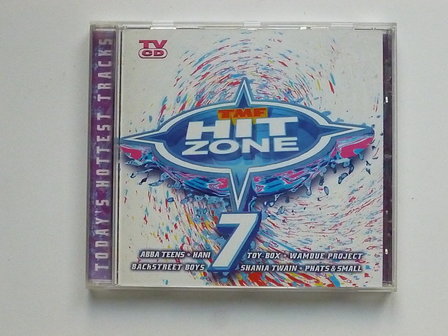 TODAY'S HOTTEST TRACKS
TV
CD
TMF
HIT
ZONE
7
ABBA TEENS • HANI
BACKSTREET BOYS
TOY-BOX • WAMDUE PROJECT
SHANIA TWAIN • PHATS & SMALL